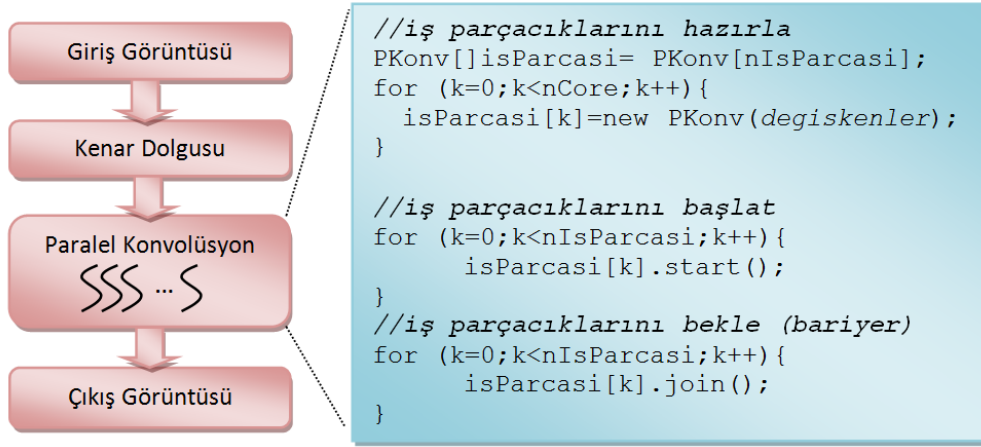 Giriş Görüntüsü
Kenar Dolgusu
Paralel Konvolüsyon
...
Çıkış Görüntüsü
//iş parçacıklarını hazırla
PKonv[]isParcasi= PKonv[nIsParcasi];
for (k=0;k<nCore;k++){
isParcasi[k]=new PKonv(degiskenler);
}
//iş parçacıklarını başlat
for (k=0;k<nIsParcasi;k++){
isParcasi[k].start();
}
//iş parçacıklarını bekle (bariyer)
for (k=0;k<nIsParcasi;k++){
isParcasi[k].join();
}